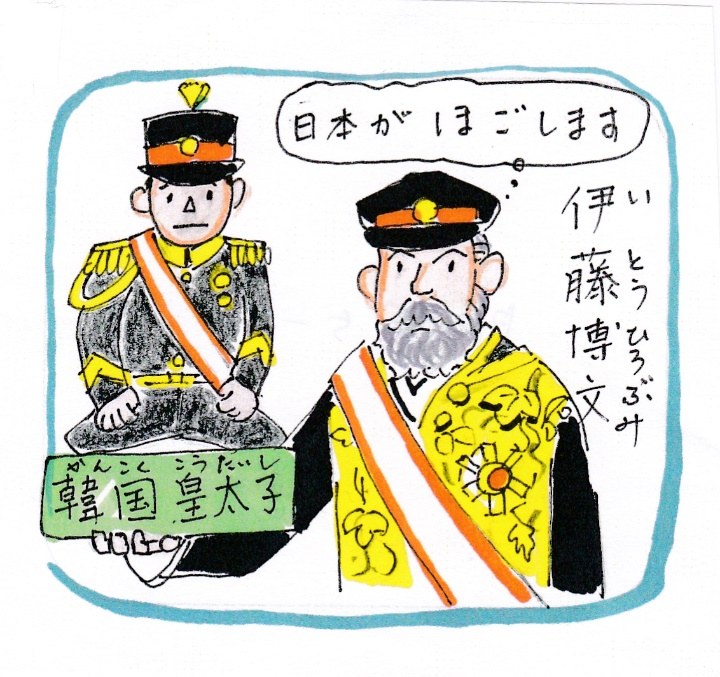 日本がほごします
いとうひろぶみ
伊藤博文
かんこくこうたいし
韓国皇太子